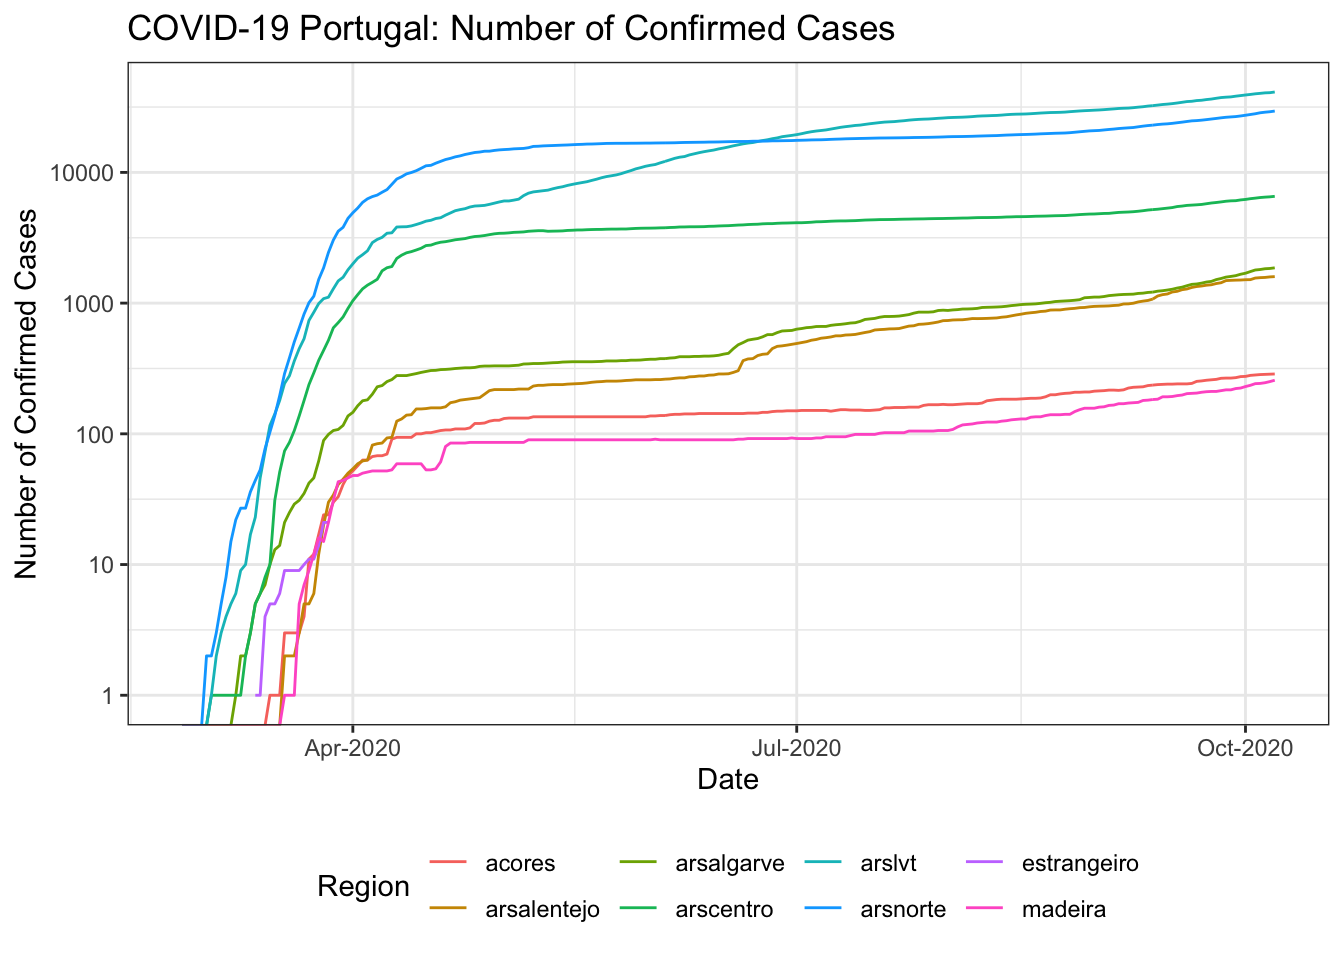 COVID-19 Portugal: Number of Confirmed Cases
Number of Confirmed Cases
10000
1000
100
10
1
Apr-2020 Jul-2020 Oct-2020
Date
Region
acores arsalgarve arslvt estrangeiro
arsalentejo arscentro arsnorte madeira